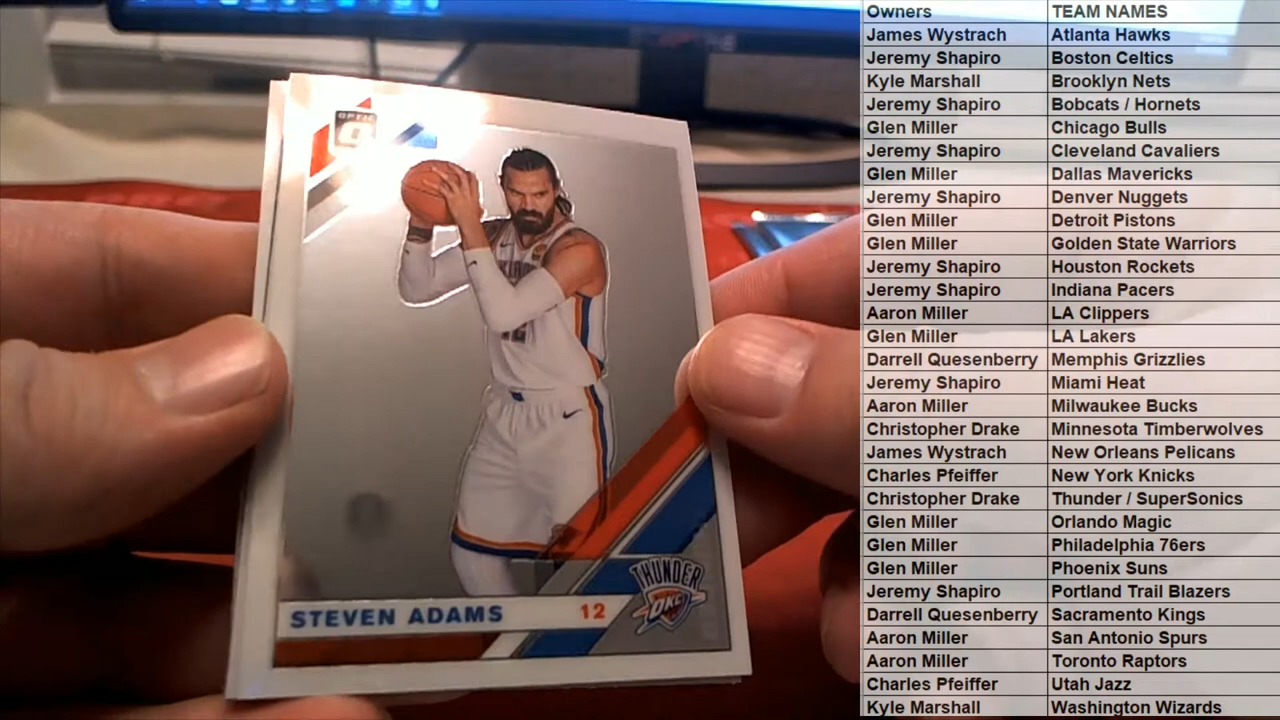 OPTIC
STEVEN ADAMS 12
THUNDER
OKC
Owners TEAM NAMES
James Wystrach Atlanta Hawks
Jeremy Shapiro Boston Celtics
Kyle Marshall Brooklyn Nets
Jeremy Shapiro Bobcats / Hornets
Glen Miller Chicago Bulls
Jeremy Shapiro Cleveland Cavaliers
Glen Miller Dallas Mavericks
Jeremy Shapiro Denver Nuggets
Glen Miller Detroit Pistons
Glen Miller Golden State Warriors
Jeremy Shapiro Houston Rockets
Jeremy Shapiro Indiana Pacers
Aaron Miller LA Clippers
Glen Miller LA Lakers
Darrell Quesenberry Memphis Grizzlies
Jeremy Shapiro Miami Heat
Aaron Miller Milwaukee Bucks
Christopher Drake Minnesota Timberwolves
James Wystrach New Orleans Pelicans
Charles Pfeiffer New York Knicks
Christopher Drake Thunder / SuperSonics
Glen Miller Orlando Magic
Glen Miller Philadelphia 76ers
Glen Miller Phoenix Suns
Jeremy Shapiro Portland Trail Blazers
Darrell Quesenberry Sacramento Kings
Aaron Miller San Antonio Spurs
Aaron Miller Toronto Raptors
Charles Pfeiffer Utah Jazz
Kyle Marshall Washington Wizards